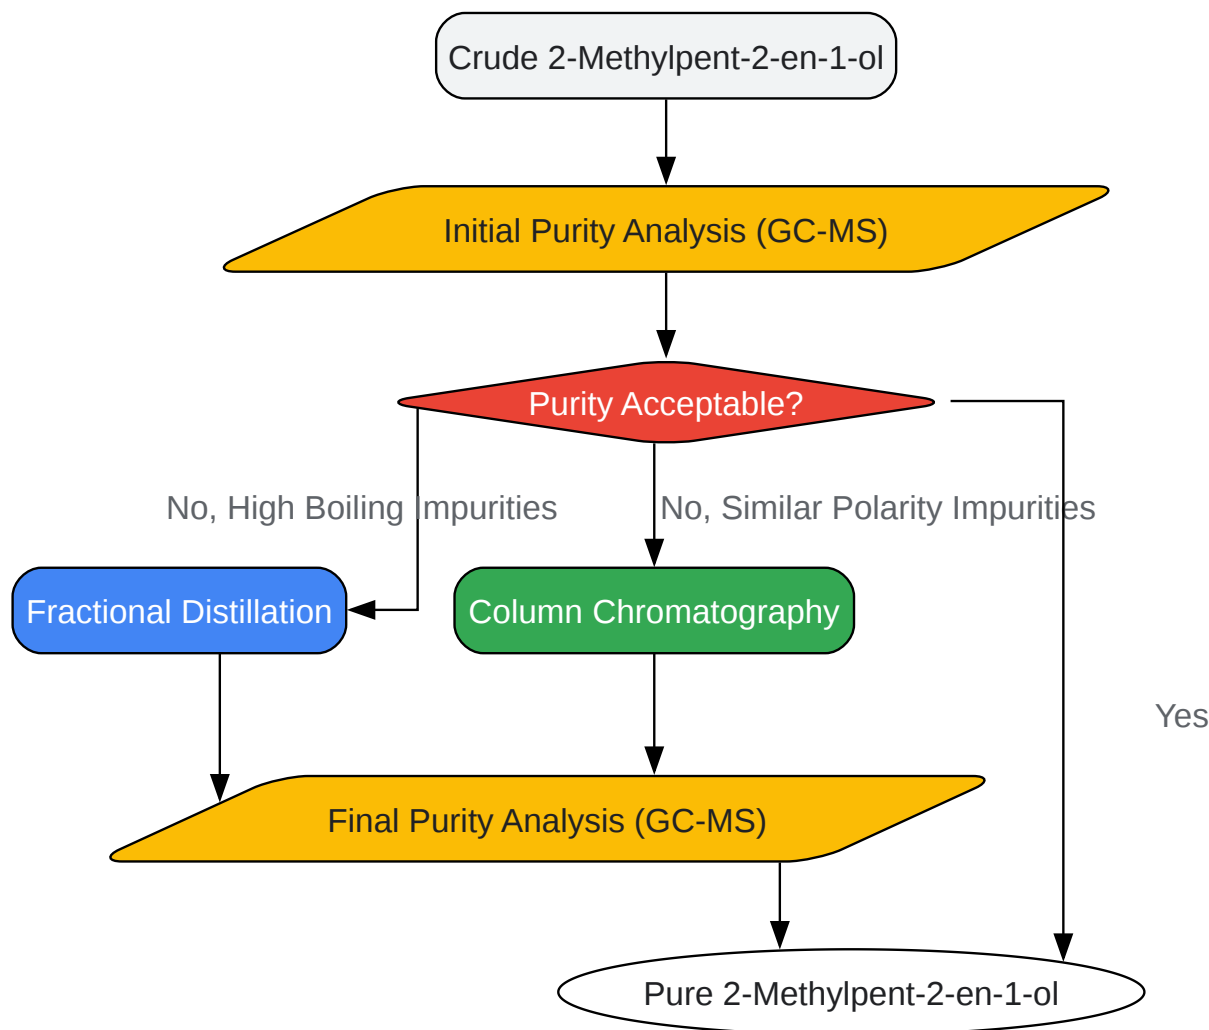 Crude 2-Methylpent-2-en-1-ol
Initial Purity Analysis (GC-MS)
Purity Acceptable?
No, High Boiling Impurities
No, Similar Polarity Impurities
Fractional Distillation
Column Chromatography
Yes
Final Purity Analysis (GC-MS)
Pure 2-Methylpent-2-en-1-ol